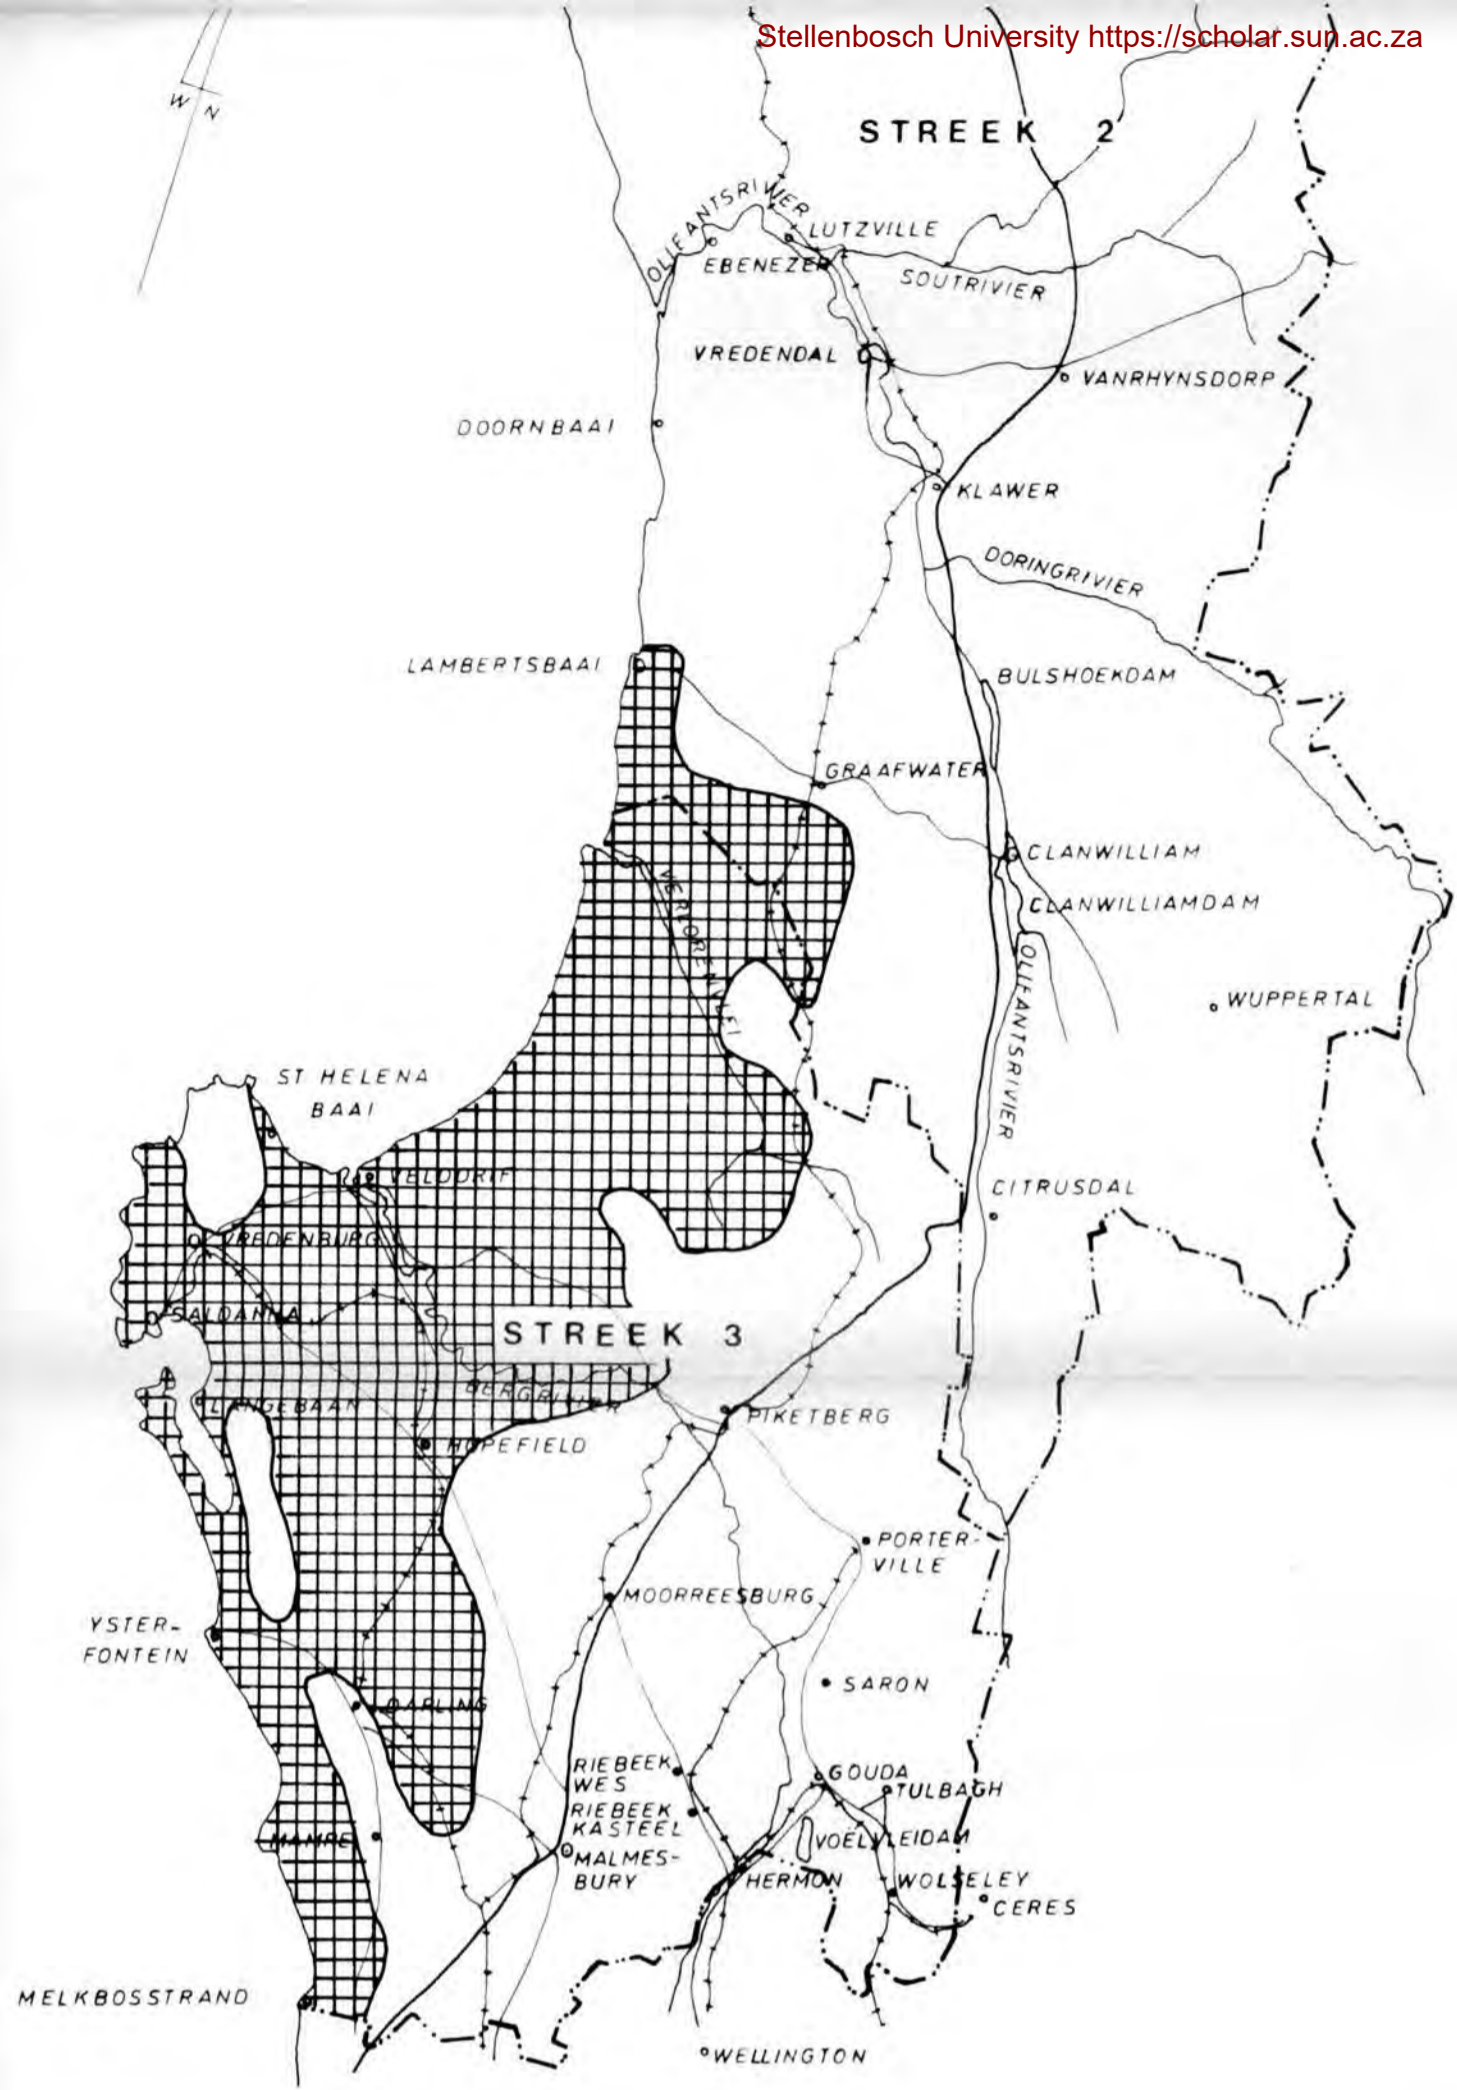 Stellenbosch University https://scholar.sun.ac.za
W N
STREEK 2
OLIFANTSRIVIER
LUTZVILLE
EBENEZER
SOUTRIVIER
VREDENDAL
VANRHYNSDORP
DOORNBAAI
KLAWER
DORINGRIVIER
LAMBERTSBAAI
BULSHOEKDAM
GRAAFWATER
CLANWILLIAM
VERLORENVLEI
CLANWILLIAMDAM
OLIFANTSRIVIER
WUPPERTAL
ST HELENA
BAAI
VELDDRIF
CITRUSDAL
VREDENBURG
SALDANHA
STREEK 3
BERGRIVIER
LANGEBAAN
PIKETBERG
HOPEFIELD
PORTER-
VILLE
MOORREESBURG
YSTER-
FONTEIN
SARON
DARLING
RIEBEEK
WES
GOUDA
TULBAGH
RIEBEEK
KASTEEL
MAMRE
VOËLVLEIDAM
MALMES-
BURY
HERMON
WOLSELEY
CERES
MELKBOSSTRAND
WELLINGTON